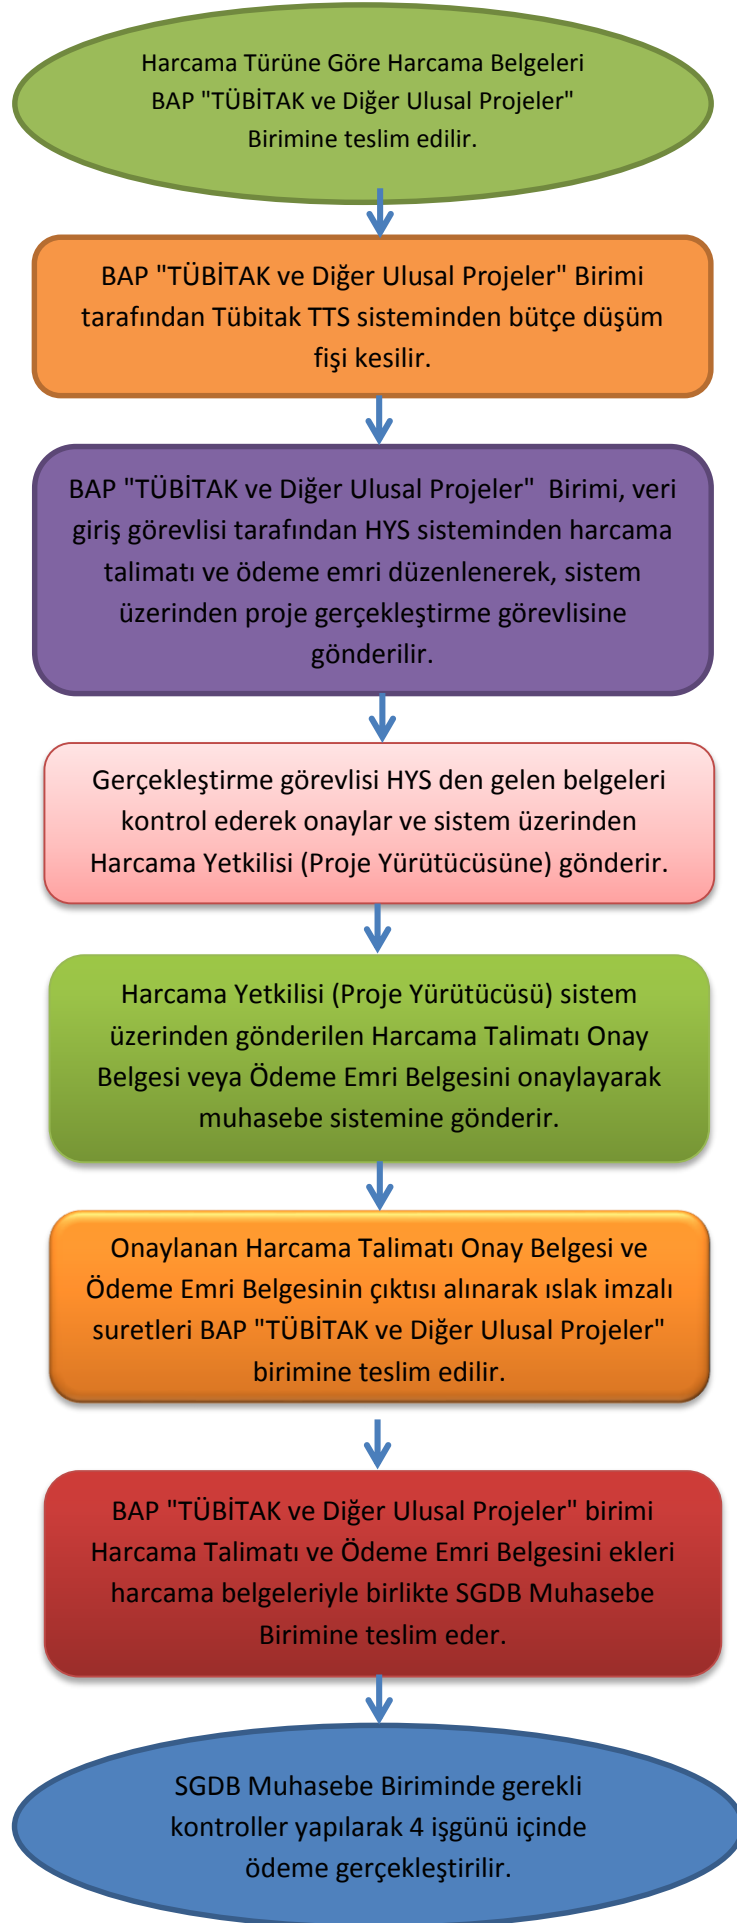 Harcama Türüne Göre Harcama Belgeleri
BAP "TÜBİTAK ve Diğer Ulusal Projeler"
Birimine teslim edilir.
BAP "TÜBİTAK ve Diğer Ulusal Projeler" Birimi
tarafından Tübitak TTS sisteminden bütçe düşüm
fişi kesilir.
BAP "TÜBİTAK ve Diğer Ulusal Projeler"  Birimi, veri
giriş görevlisi tarafından HYS sisteminden harcama
talimatı ve ödeme emri düzenlenerek, sistem
üzerinden proje gerçekleştirme görevlisine
gönderilir.
Gerçekleştirme görevlisi HYS den gelen belgeleri
kontrol ederek onaylar ve sistem üzerinden
Harcama Yetkilisi (Proje Yürütücüsüne) gönderir.
Harcama Yetkilisi (Proje Yürütücüsü) sistem
üzerinden gönderilen Harcama Talimatı Onay
Belgesi veya Ödeme Emri Belgesini onaylayarak
muhasebe sistemine gönderir.
Onaylanan Harcama Talimatı Onay Belgesi ve
Ödeme Emri Belgesinin çıktısı alınarak ıslak imzalı
suretleri BAP "TÜBİTAK ve Diğer Ulusal Projeler"
birimine teslim edilir.
BAP "TÜBİTAK ve Diğer Ulusal Projeler" birimi
Harcama Talimatı ve Ödeme Emri Belgesini ekleri
harcama belgeleriyle birlikte SGDB Muhasebe
Birimine teslim eder.
SGDB Muhasebe Biriminde gerekli
kontroller yapılarak 4 işgünü içinde
ödeme gerçekleştirilir.